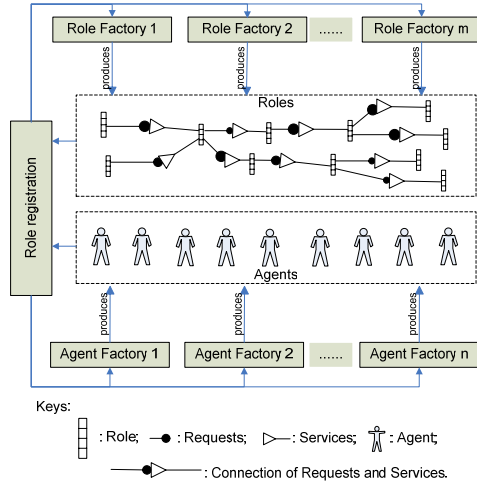 Role Factory 1
Role Factory 2
......
Role Factory m
produces
produces
produces
Roles
Role registration
Agents
produces
produces
produces
Agent Factory 1
Agent Factory 2
......
Agent Factory n
Keys:
: Role;
: Requests;
: Services;
: Agent;
: Connection of Requests and Services.